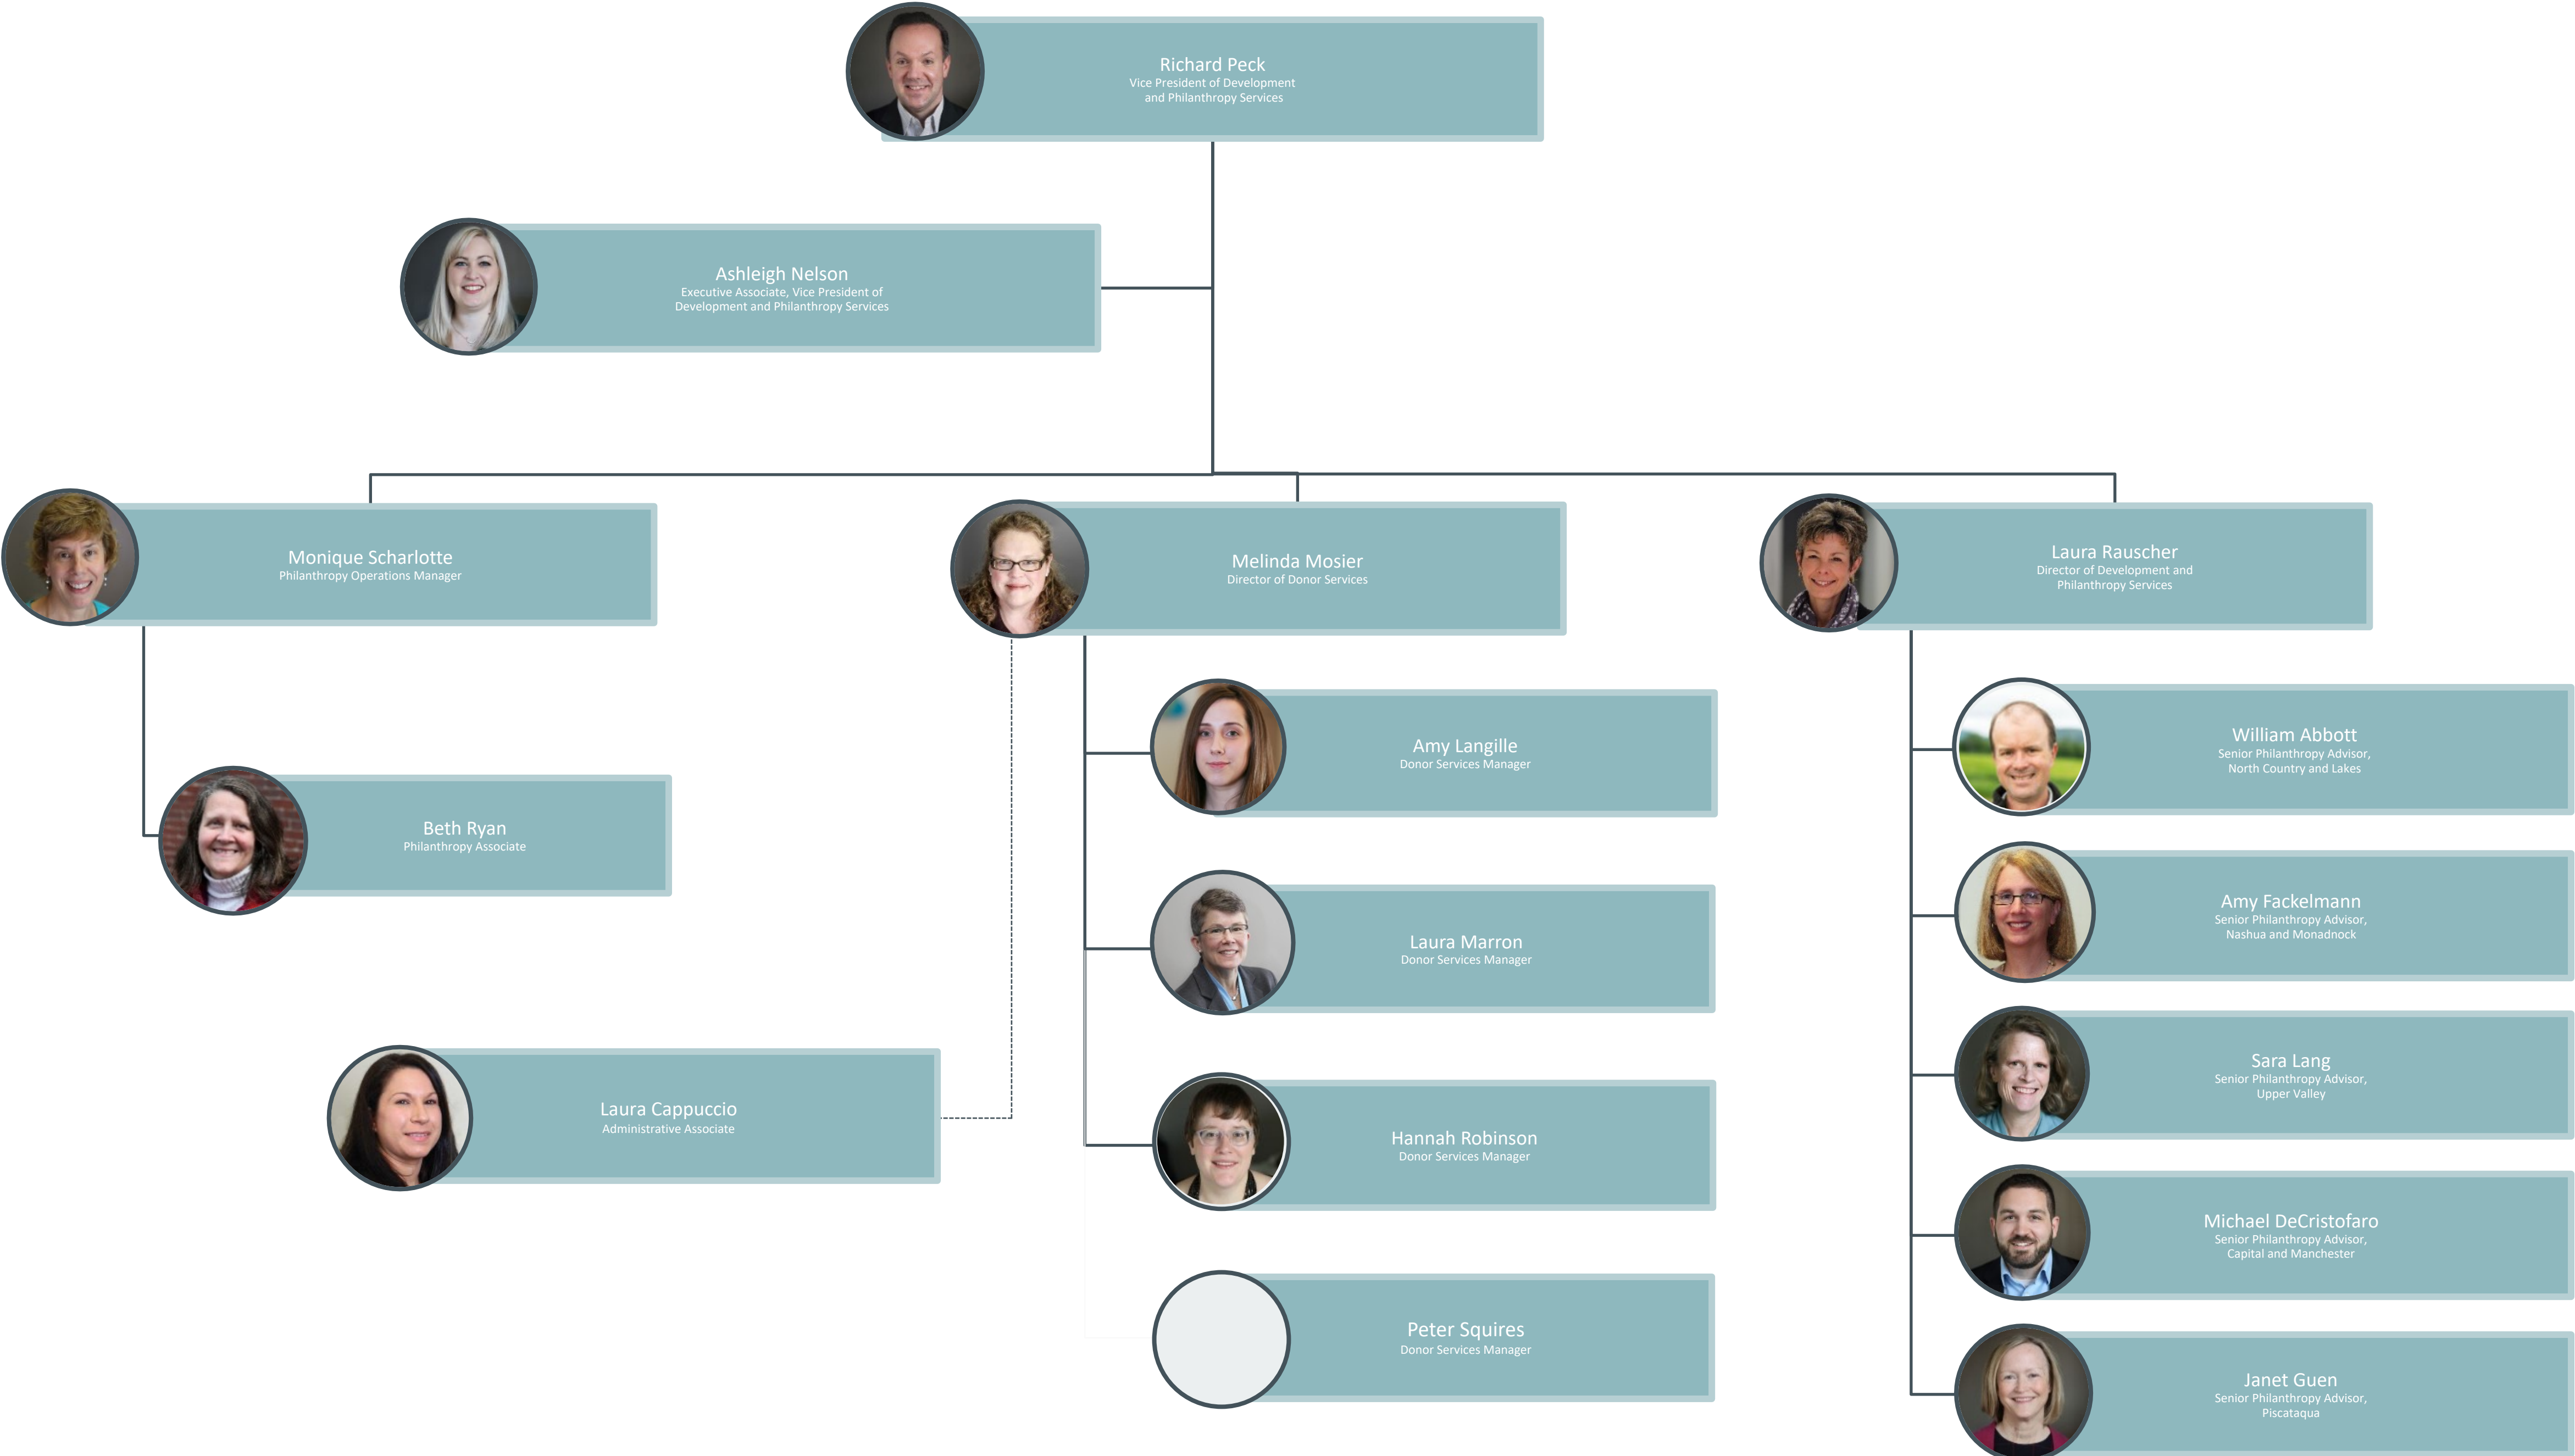 Richard Peck
Vice President of Development
and Philanthropy Services
Ashleigh Nelson
Executive Associate, Vice President of
Development and Philanthropy Services
Monique Scharlotte
Philanthropy Operations Manager
Melinda Mosier
Director of Donor Services
Laura Rauscher
Director of Development and
Philanthropy Services
Beth Ryan
Philanthropy Associate
Laura Cappuccio
Administrative Associate
Amy Langille
Donor Services Manager
Laura Marron
Donor Services Manager
Hannah Robinson
Donor Services Manager
Peter Squires
Donor Services Manager
William Abbott
Senior Philanthropy Advisor,
North Country and Lakes
Amy Fackelmann
Senior Philanthropy Advisor,
Nashua and Monadnock
Sara Lang
Senior Philanthropy Advisor,
Upper Valley
Michael DeCristofaro
Senior Philanthropy Advisor,
Capital and Manchester
Janet Guen
Senior Philanthropy Advisor,
Piscataqua